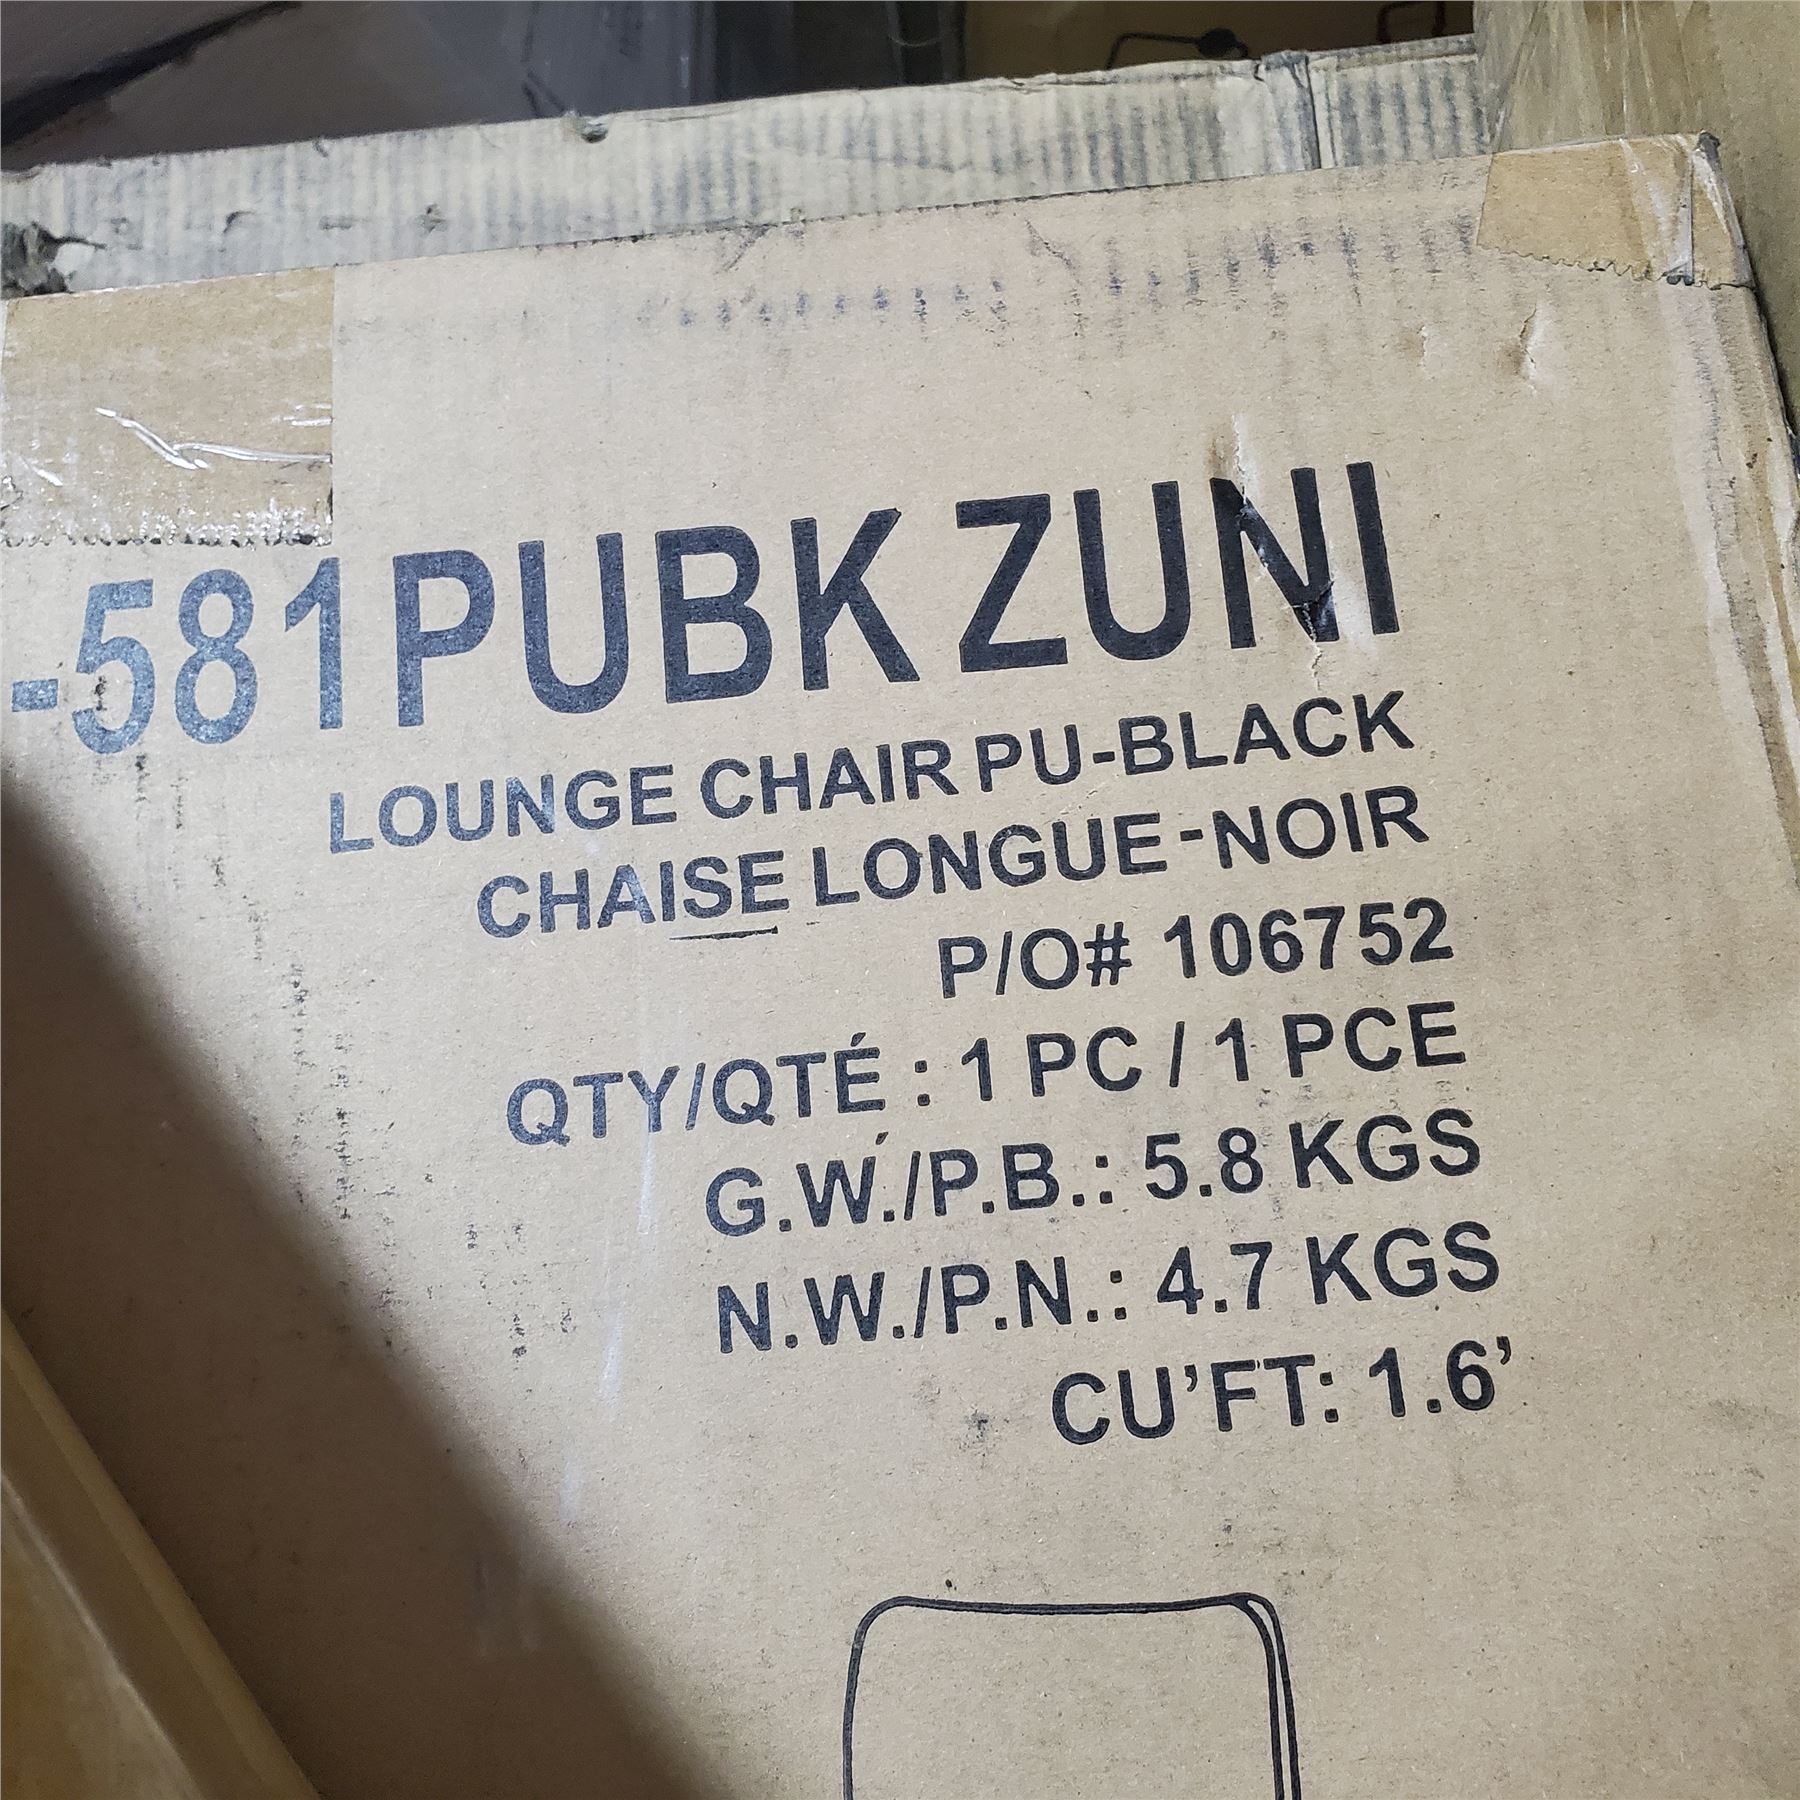 -581PUBK ZUNI
LOUNGE CHAIR PU-BLACK
CHAISE LONGUE-NOIR
P/O# 106752
QTY/QTÉ : 1 PC / 1 PCE
G.W./P.B.: 5.8 KGS
N.W./P.N.: 4.7 KGS
CU'FT: 1.6'